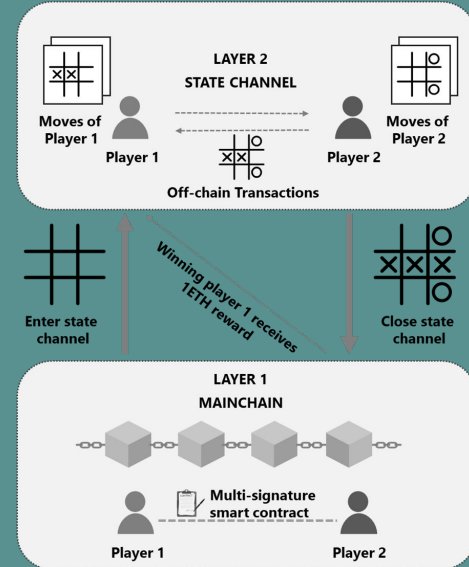 LAYER 2
STATE CHANNEL
Moves of
Player 1
Player 1
Off-chain Transactions
Player 2
Moves of
Player 2
Enter state
channel
Winning player 1 receives
1ETH reward
Close state
channel
LAYER 1
MAINCHAIN
Multi-signature
smart contract
Player 1
Player 2